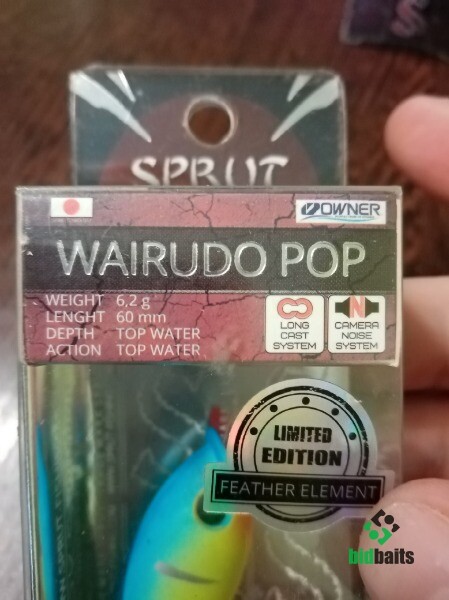 SPRUT
OWNER
WAIRUDO POP
WEIGHT 6,2 g
LENGHT 60 mm
DEPTH TOP WATER
ACTION TOP WATER
LONG
CAST
SYSTEM
N
CAMERA
NOISE
SYSTEM
LIMITED
EDITION
FEATHER ELEMENT
bidbaits